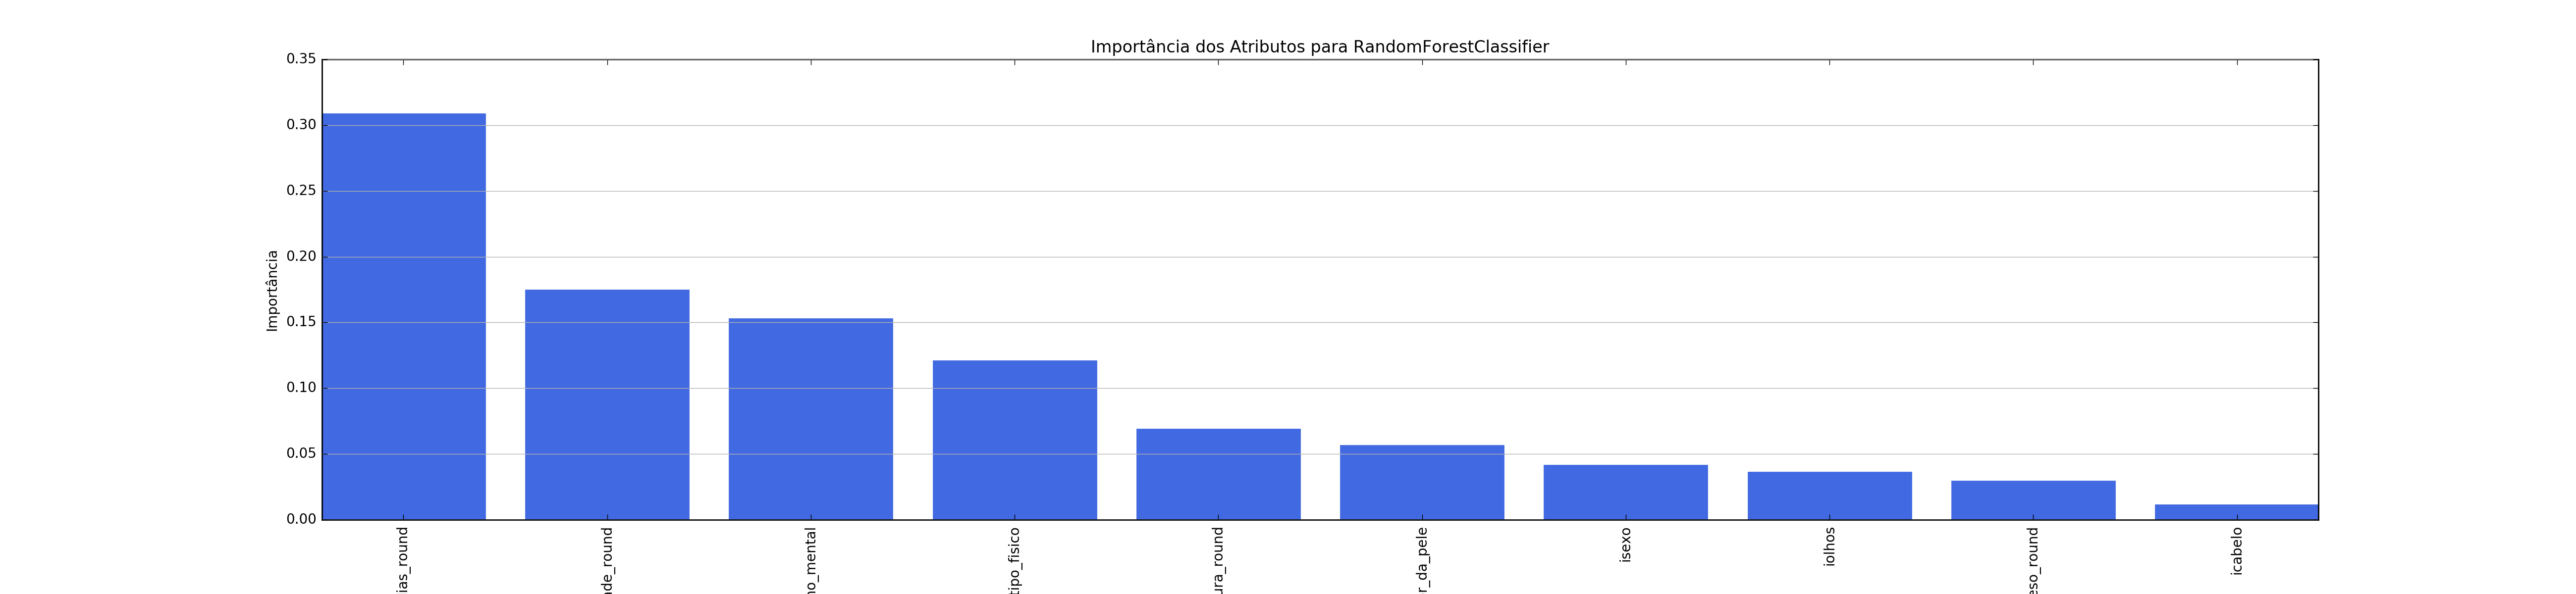 Importância dos Atributos para RandomForestClassifier
0.35
0.30
0.25
0.20
0.15
0.10
0.05
0.00
Importância
ias_round
ade_round
no_mental
tipo_fisico
ura_round
r_da_pele
isexo
iolhos
eso_round
icabelo